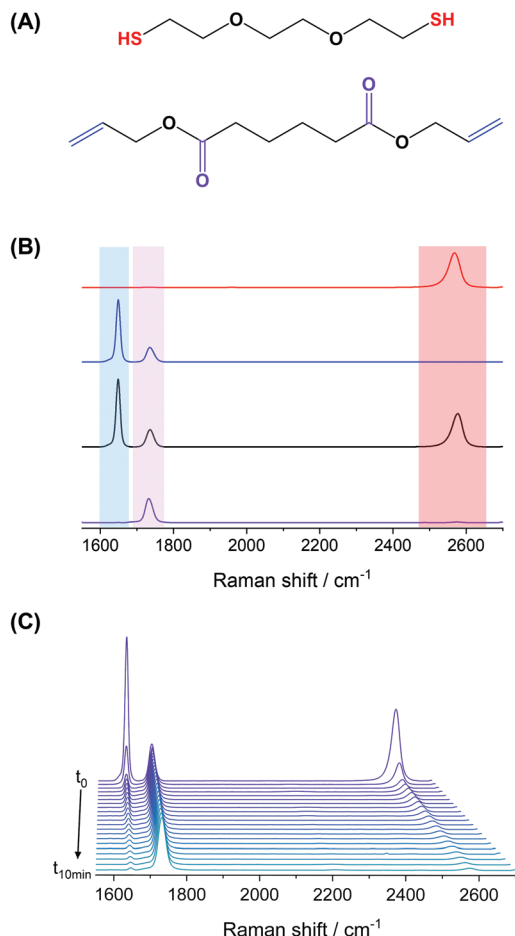 (A)
HS O O SH
O
O O
O
(B)
1600 1800 2000 2200 2400 2600
Raman shift / cm⁻¹
(C)
t₀
t₁₀ₘᵢₙ
1600 1800 2000 2200 2400 2600
Raman shift / cm⁻¹